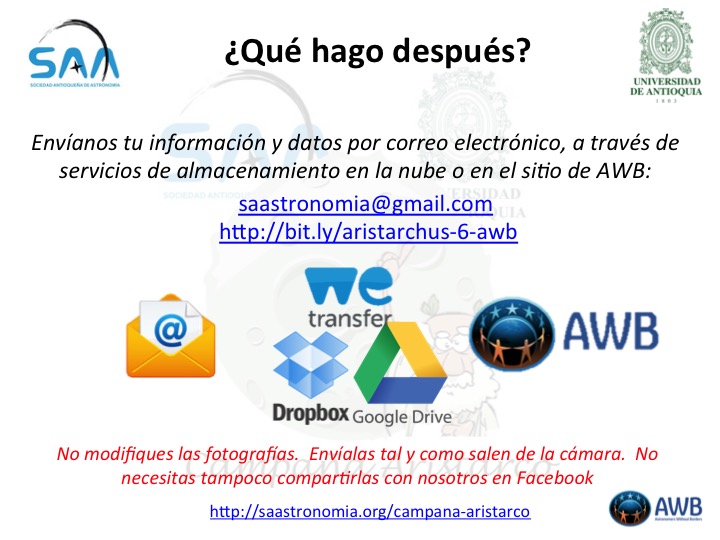 SAA
SOCIEDAD ANTIOQUEÑA DE ASTRONOMÍA
¿Qué hago después?
UNIVERSIDAD
DE ANTIOQUIA
1803
Envíanos tu información y datos por correo electrónico, a través de
servicios de almacenamiento en la nube o en el sitio de AWB:
saastronomia@gmail.com
http://bit.ly/aristarchus-6-awb
@
we
transfer
Dropbox
Google Drive
AWB
No modifiques las fotografías. Envíalas tal y como salen de la cámara. No
necesitas tampoco compartirlas con nosotros en Facebook
Campaña Aristarco
http://saastronomia.org/campana-aristarco
AWB
Astronomers Without Borders